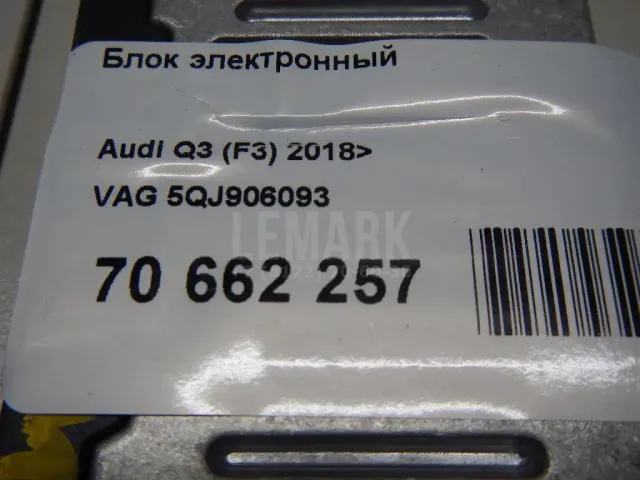 Блок электронный
Audi Q3 (F3) 2018>
VAG 5QJ906093
LEMARK
70 662 257